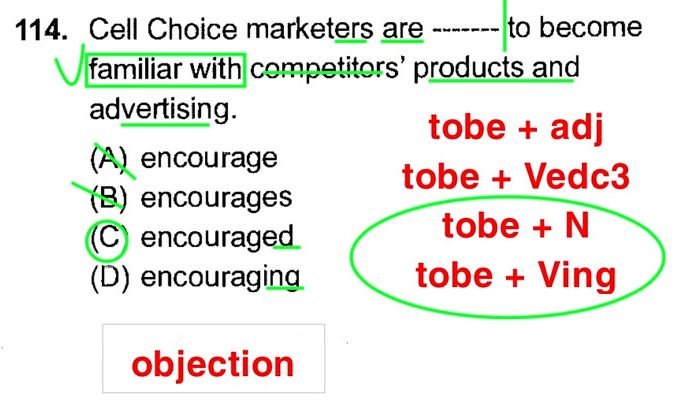 114. Cell Choice marketers are ------- to become
familiar with competitors' products and
advertising.
(A) encourage
(B) encourages
(C) encouraged
(D) encouraging
tobe + adj
tobe + Vedc3
tobe + N
tobe + Ving
objection